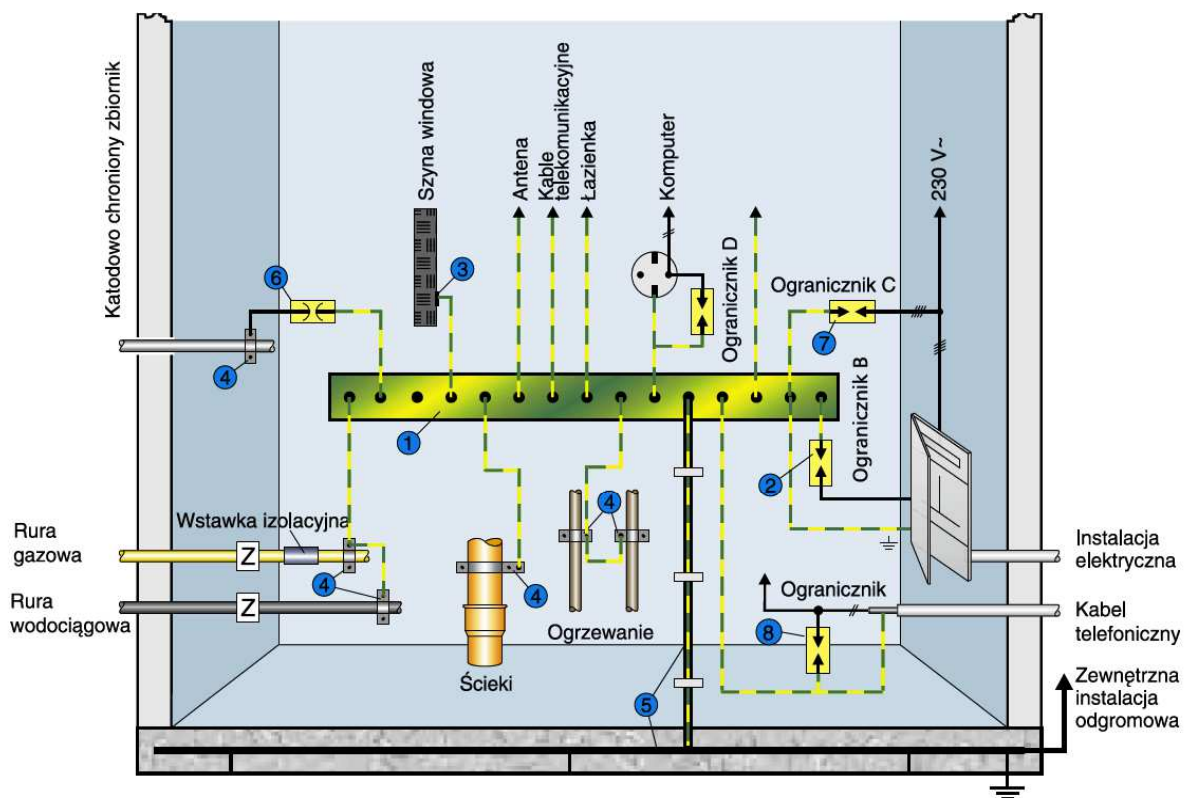 Katodowo chroniony zbiornik
Szyna windowa
Antena
Kable
telekomunikacyjne
Łazienka
Komputer
Ogranicznik D
230 V~
Ogranicznik C
6
3
7
4
1
Ogranicznik B
2
Wstawka izolacyjna
4
Rura
gazowa
Z
4
4
Instalacja
elektryczna
Rura
wodociągowa
Z
Ogrzewanie
Ogranicznik
8
Kabel
telefoniczny
Ścieki
5
Zewnętrzna
instalacja
odgromowa